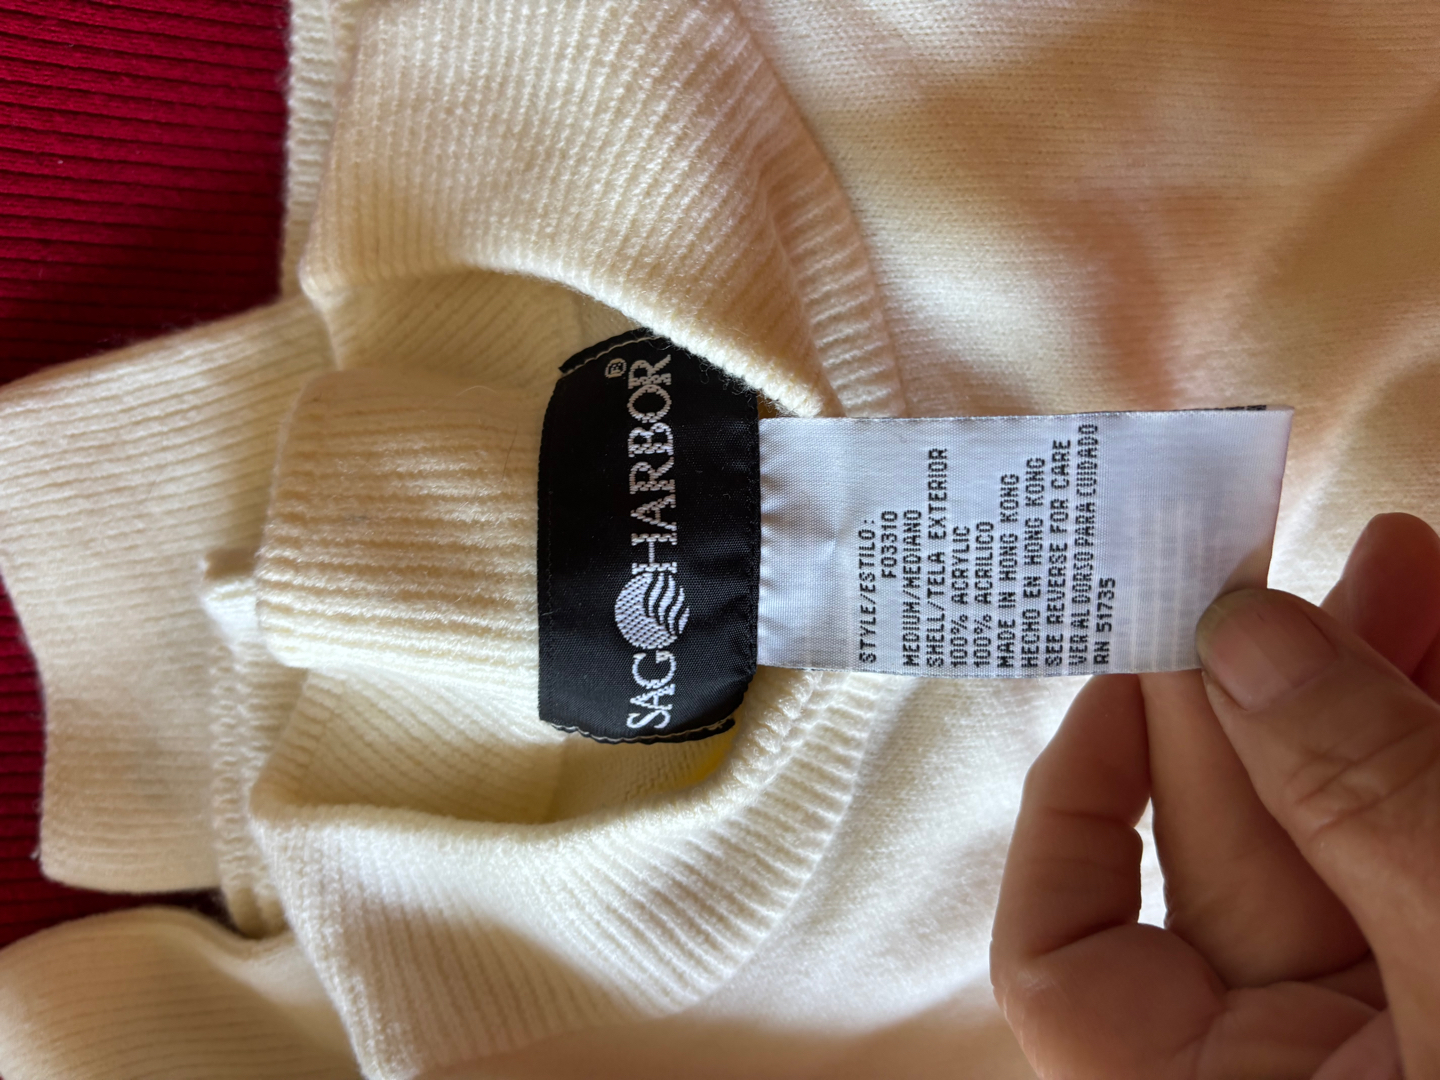 SAG HARBOR®
STYLE/ESTILO:
F03310
MEDIUM/MEDIANO
SHELL/TELA EXTERIOR
100% ACRYLIC
100% ACRILICO
MADE IN HONG KONG
HECHO EN HONG KONG
SEE REVERSE FOR CARE
VER AL DORSO PARA CUIDADO
RN 51735